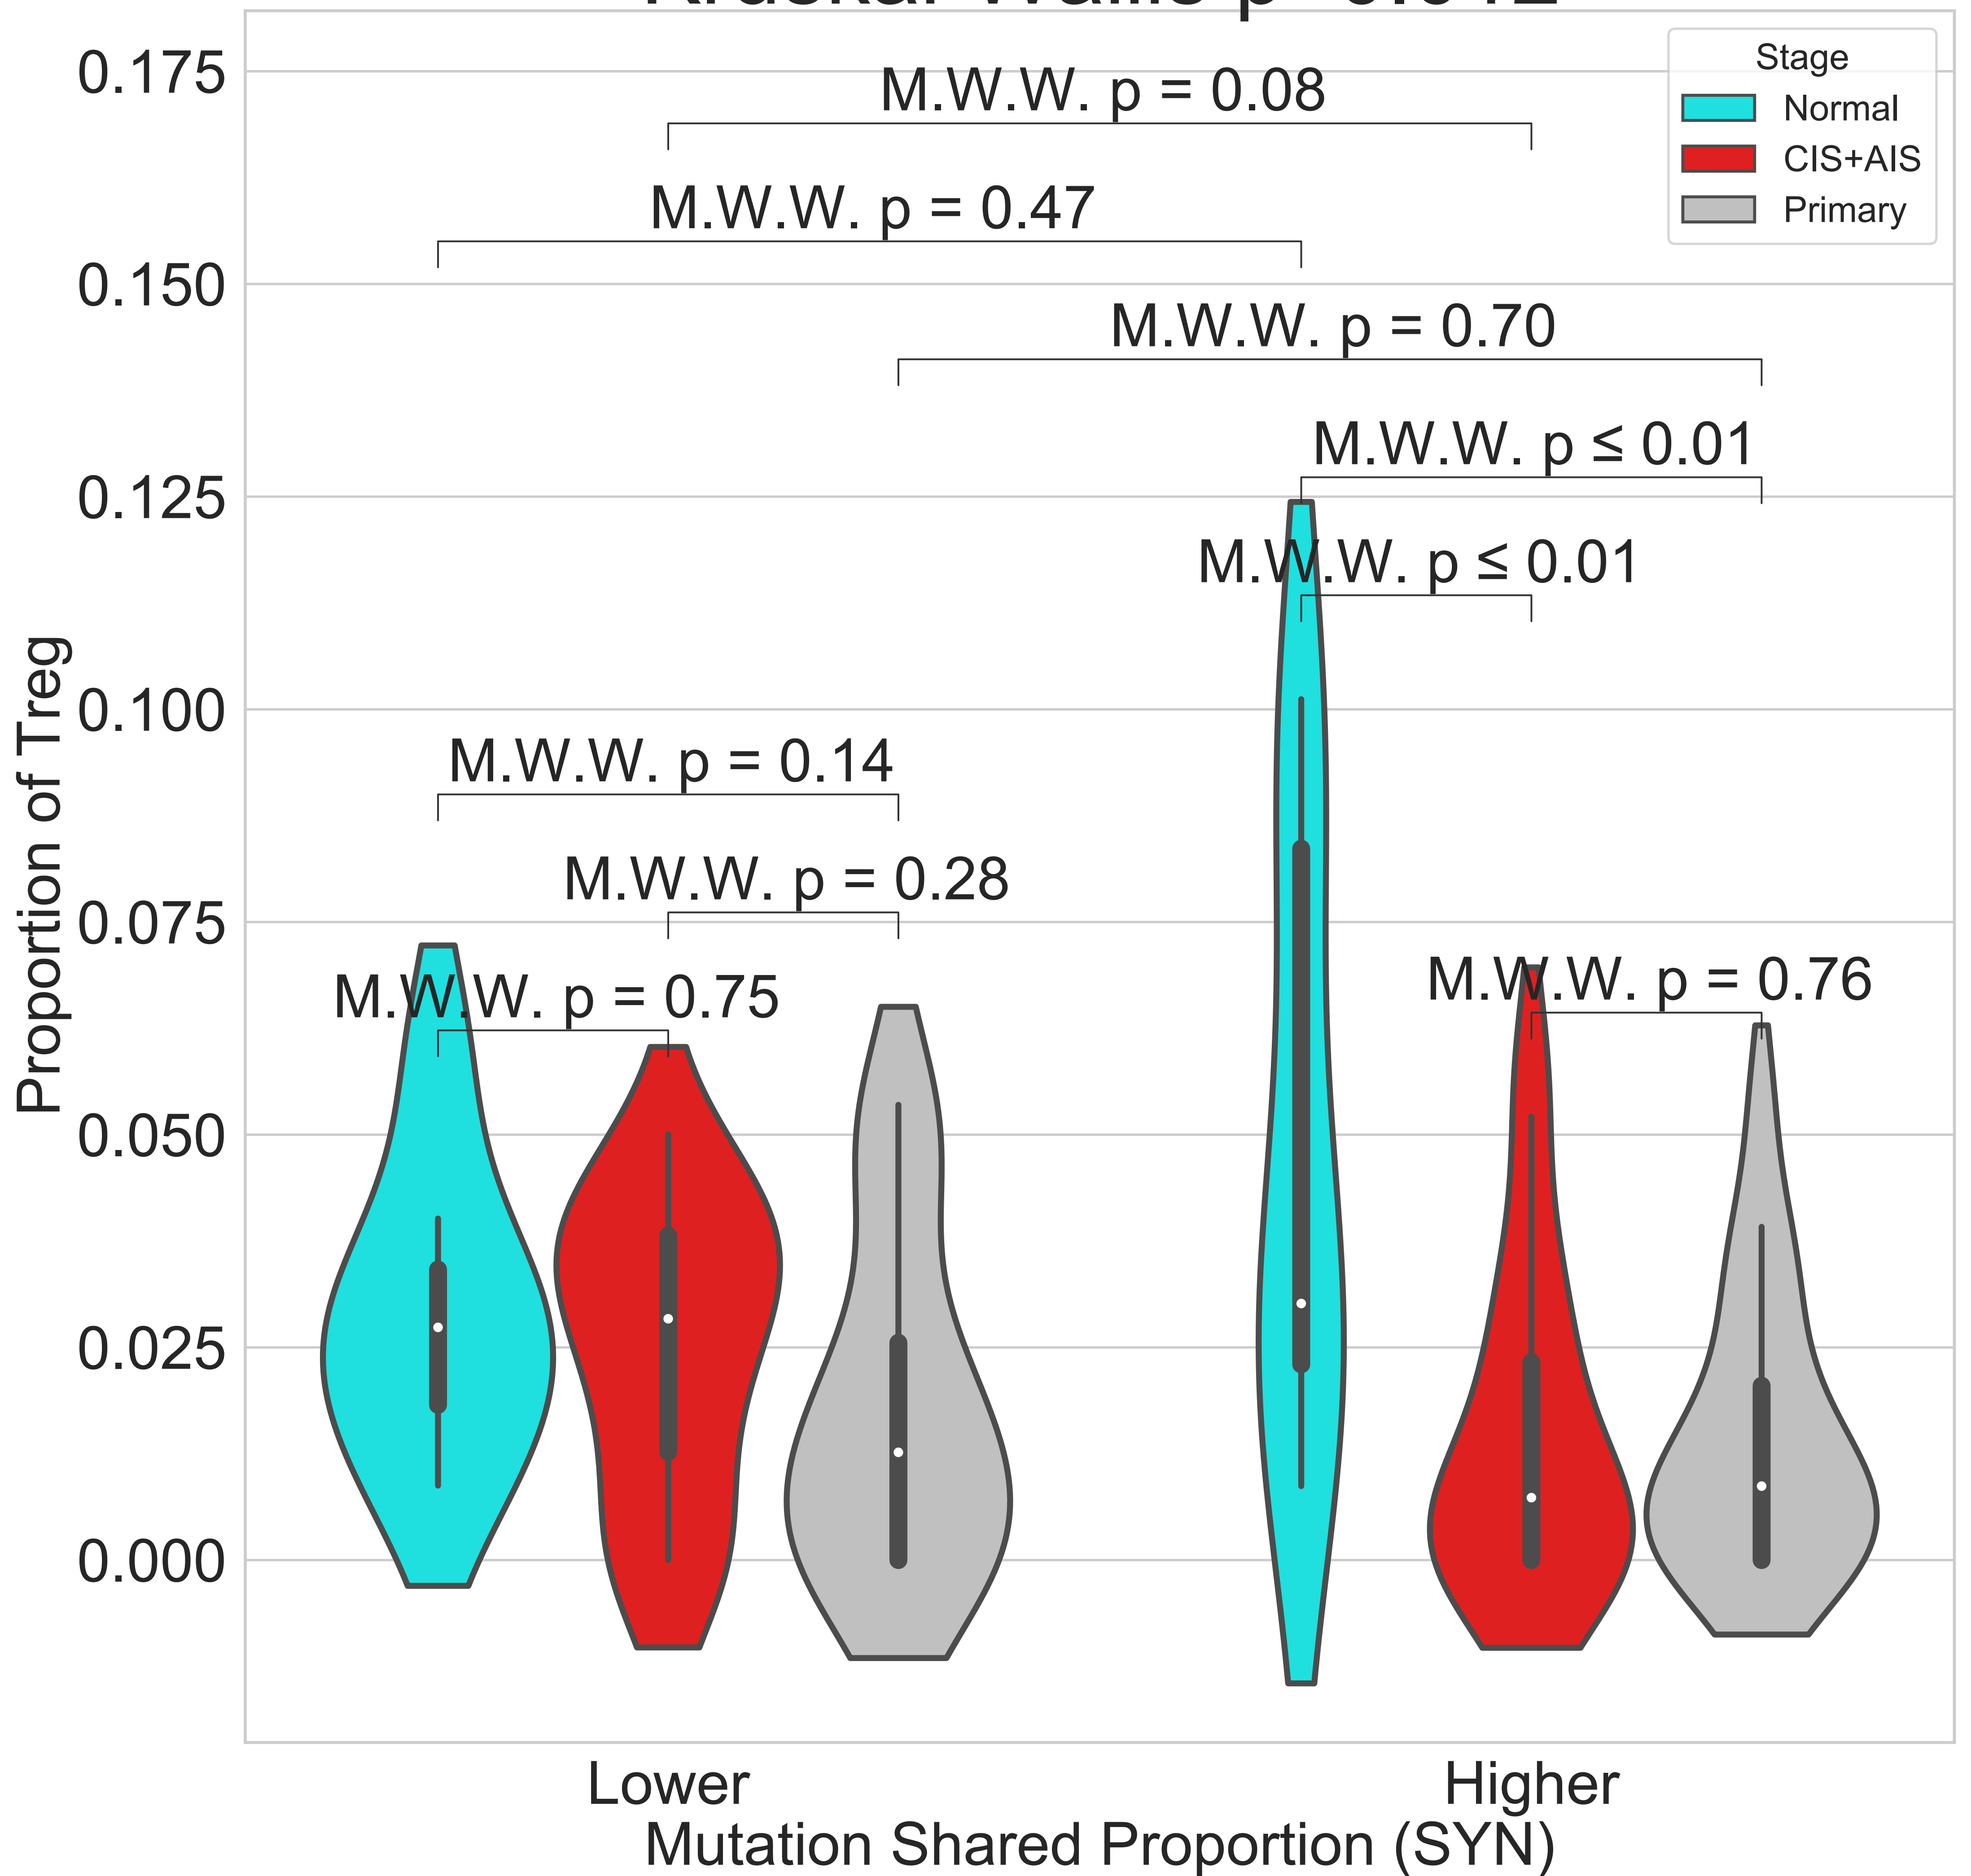 0.175
0.150
0.125
0.100
0.075
0.050
0.025
0.000
Proportion of Treg
M.W.W. p = 0.08
M.W.W. p = 0.47
M.W.W. p = 0.70
M.W.W. p ≤ 0.01
M.W.W. p ≤ 0.01
M.W.W. p = 0.14
M.W.W. p = 0.28
M.W.W. p = 0.75
M.W.W. p = 0.76
Stage
Normal
CIS+AIS
Primary
Lower
Higher
Mutation Shared Proportion (SYN)